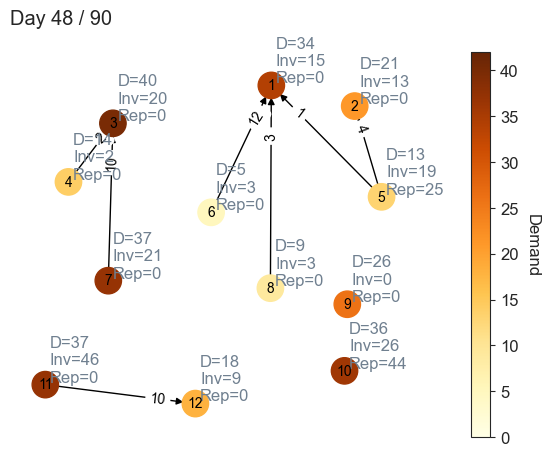 Day 48 / 90
D=34
Inv=15
Rep=0
1
D=21
Inv=13
Rep=0
2
D=40
Inv=20
Rep=0
3
D=14
Inv=2
Rep=0
4
D=13
Inv=19
Rep=25
5
D=5
Inv=3
Rep=0
6
D=37
Inv=21
Rep=0
7
D=9
Inv=3
Rep=0
8
D=26
Inv=0
Rep=0
9
D=36
Inv=26
Rep=44
10
D=37
Inv=46
Rep=0
11
D=18
Inv=9
Rep=0
12
12
3
1
4
2
10
10
40
35
30
25
20
15
10
5
0
Demand